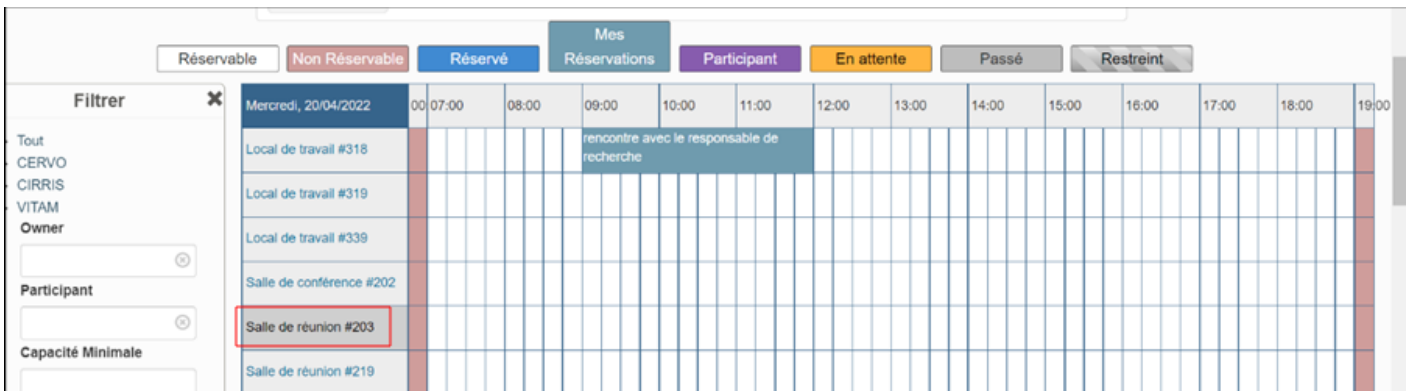 Mes
Réservable Non Réservable Réservé Réservations Participant En attente Passé Restreint
Filtrer
Mercredi, 20/04/2022 00 07:00 08:00 09:00 10:00 11:00 12:00 13:00 14:00 15:00 16:00 17:00 18:00 19:00
Tout
CERVO
CIRRIS
VITAM
Owner
Participant
Capacité Minimale
Local de travail #318
rencontre avec le responsable de
recherche
Local de travail #319
Local de travail #339
Salle de conférence #202
Salle de réunion #203
Salle de réunion #219